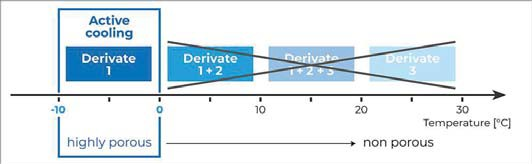 Active
cooling
Derivate
1
Derivate
1 + 2
Derivate
1 + 2 + 3
Derivate
3
-10 0 10 20 30
Temperature [°C]
highly porous non porous